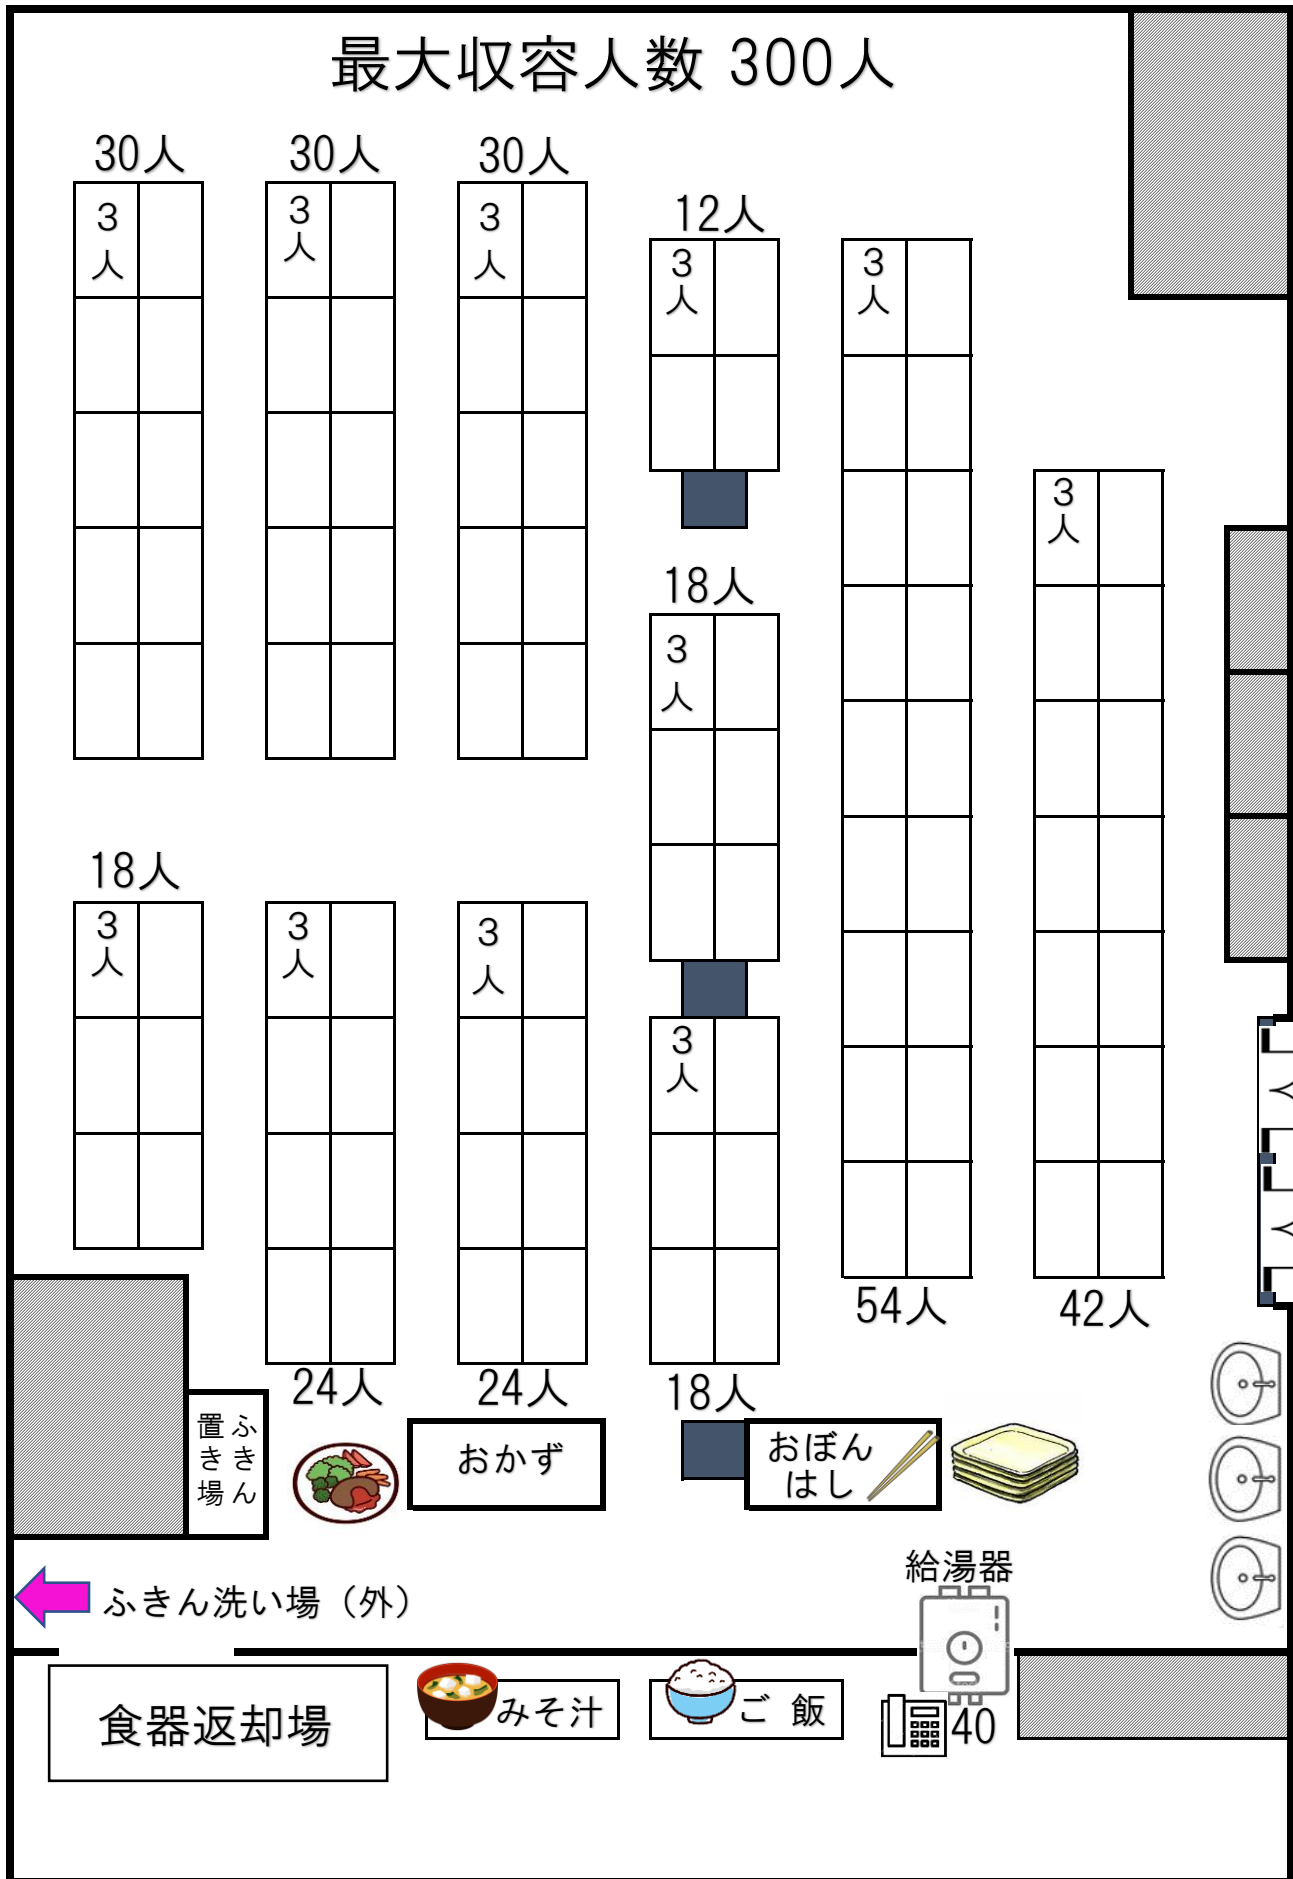 最大収容人数 300人
30人
30人
30人
12人
3人
3人
3人
3人
3人
3人
18人
3人
18人
3人
3人
3人
3人
54人
42人
24人
24人
18人
ふきん
置き場
おかず
おぼん
はし
給湯器
ふきん洗い場（外）
食器返却場
みそ汁
ご 飯
40